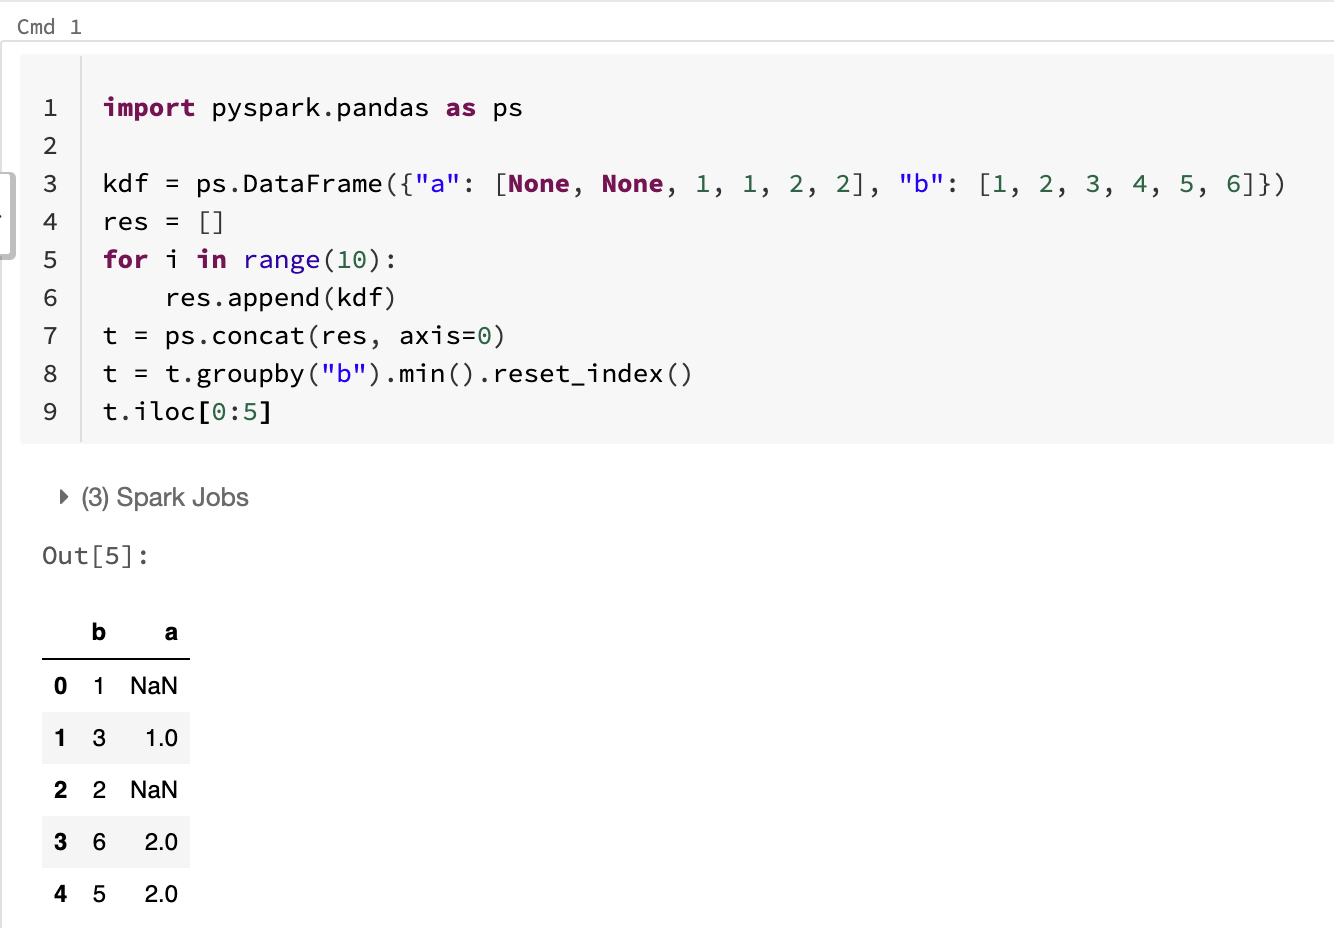 Cmd 1
1 import pyspark.pandas as ps
2
3 kdf = ps.DataFrame({"a": [None, None, 1, 1, 2, 2], "b": [1, 2, 3, 4, 5, 6]})
4 res = []
5 for i in range(10):
6     res.append(kdf)
7 t = ps.concat(res, axis=0)
8 t = t.groupby("b").min().reset_index()
9 t.iloc[0:5]
(3) Spark Jobs
Out[5]:
b a
0 1 NaN
1 3 1.0
2 2 NaN
3 6 2.0
4 5 2.0